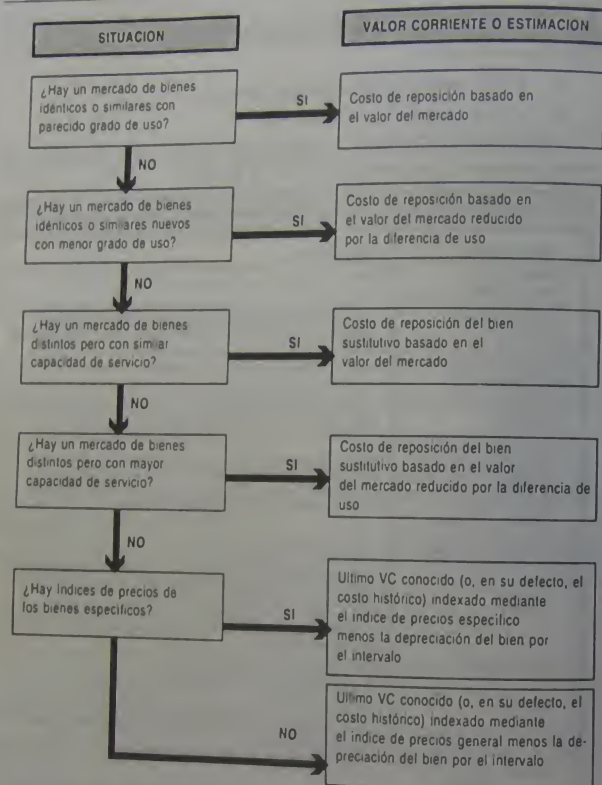 SITUACION
VALOR CORRIENTE O ESTIMACION
¿Hay un mercado de bienes
idénticos o similares con
parecido grado de uso?
SI
Costo de reposición basado en
el valor del mercado
NO
¿Hay un mercado de bienes
idénticos o similares nuevos
con menor grado de uso?
SI
Costo de reposición basado en
el valor del mercado reducido
por la diferencia de uso
NO
¿Hay un mercado de bienes
distintos pero con similar
capacidad de servicio?
SI
Costo de reposición del bien
sustitutivo basado en el
valor del mercado
NO
¿Hay un mercado de bienes
distintos pero con mayor
capacidad de servicio?
SI
Costo de reposición del bien
sustitutivo basado en el valor
del mercado reducido por la diferencia de
uso
NO
¿Hay índices de precios de
los bienes específicos?
SI
Ultimo VC conocido (o, en su defecto, el
costo histórico) indexado mediante
el índice de precios específico
menos la depreciación del bien por
el intervalo
NO
Ultimo VC conocido (o, en su defecto, el
costo histórico) indexado mediante
el indice de precios general menos la de-
preciación del bien por el intervalo